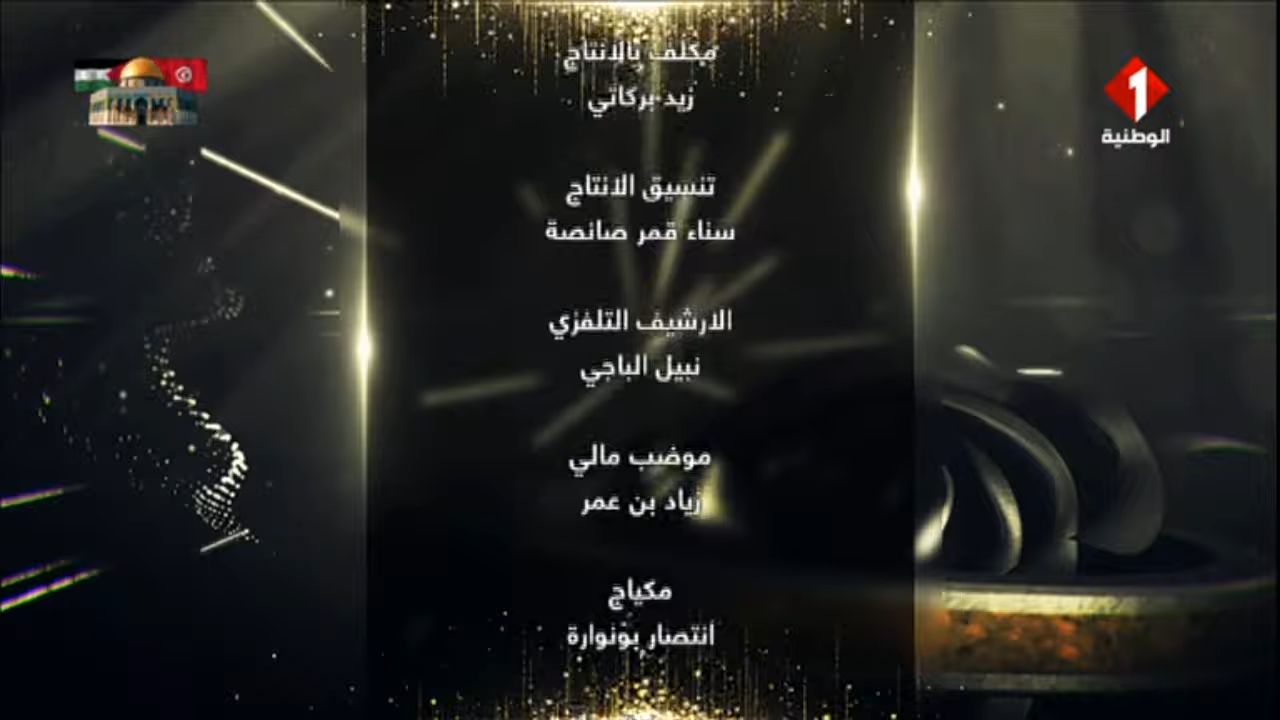 مكلف بالانتاج
زيد بركاتي
1
الوطنية
تنسيق الانتاج
سناء قمر صانصة
الارشيف التلفزي
نبيل الباجي
موضب مالي
زياد بن عمر
مكياج
انتصار بونوارة